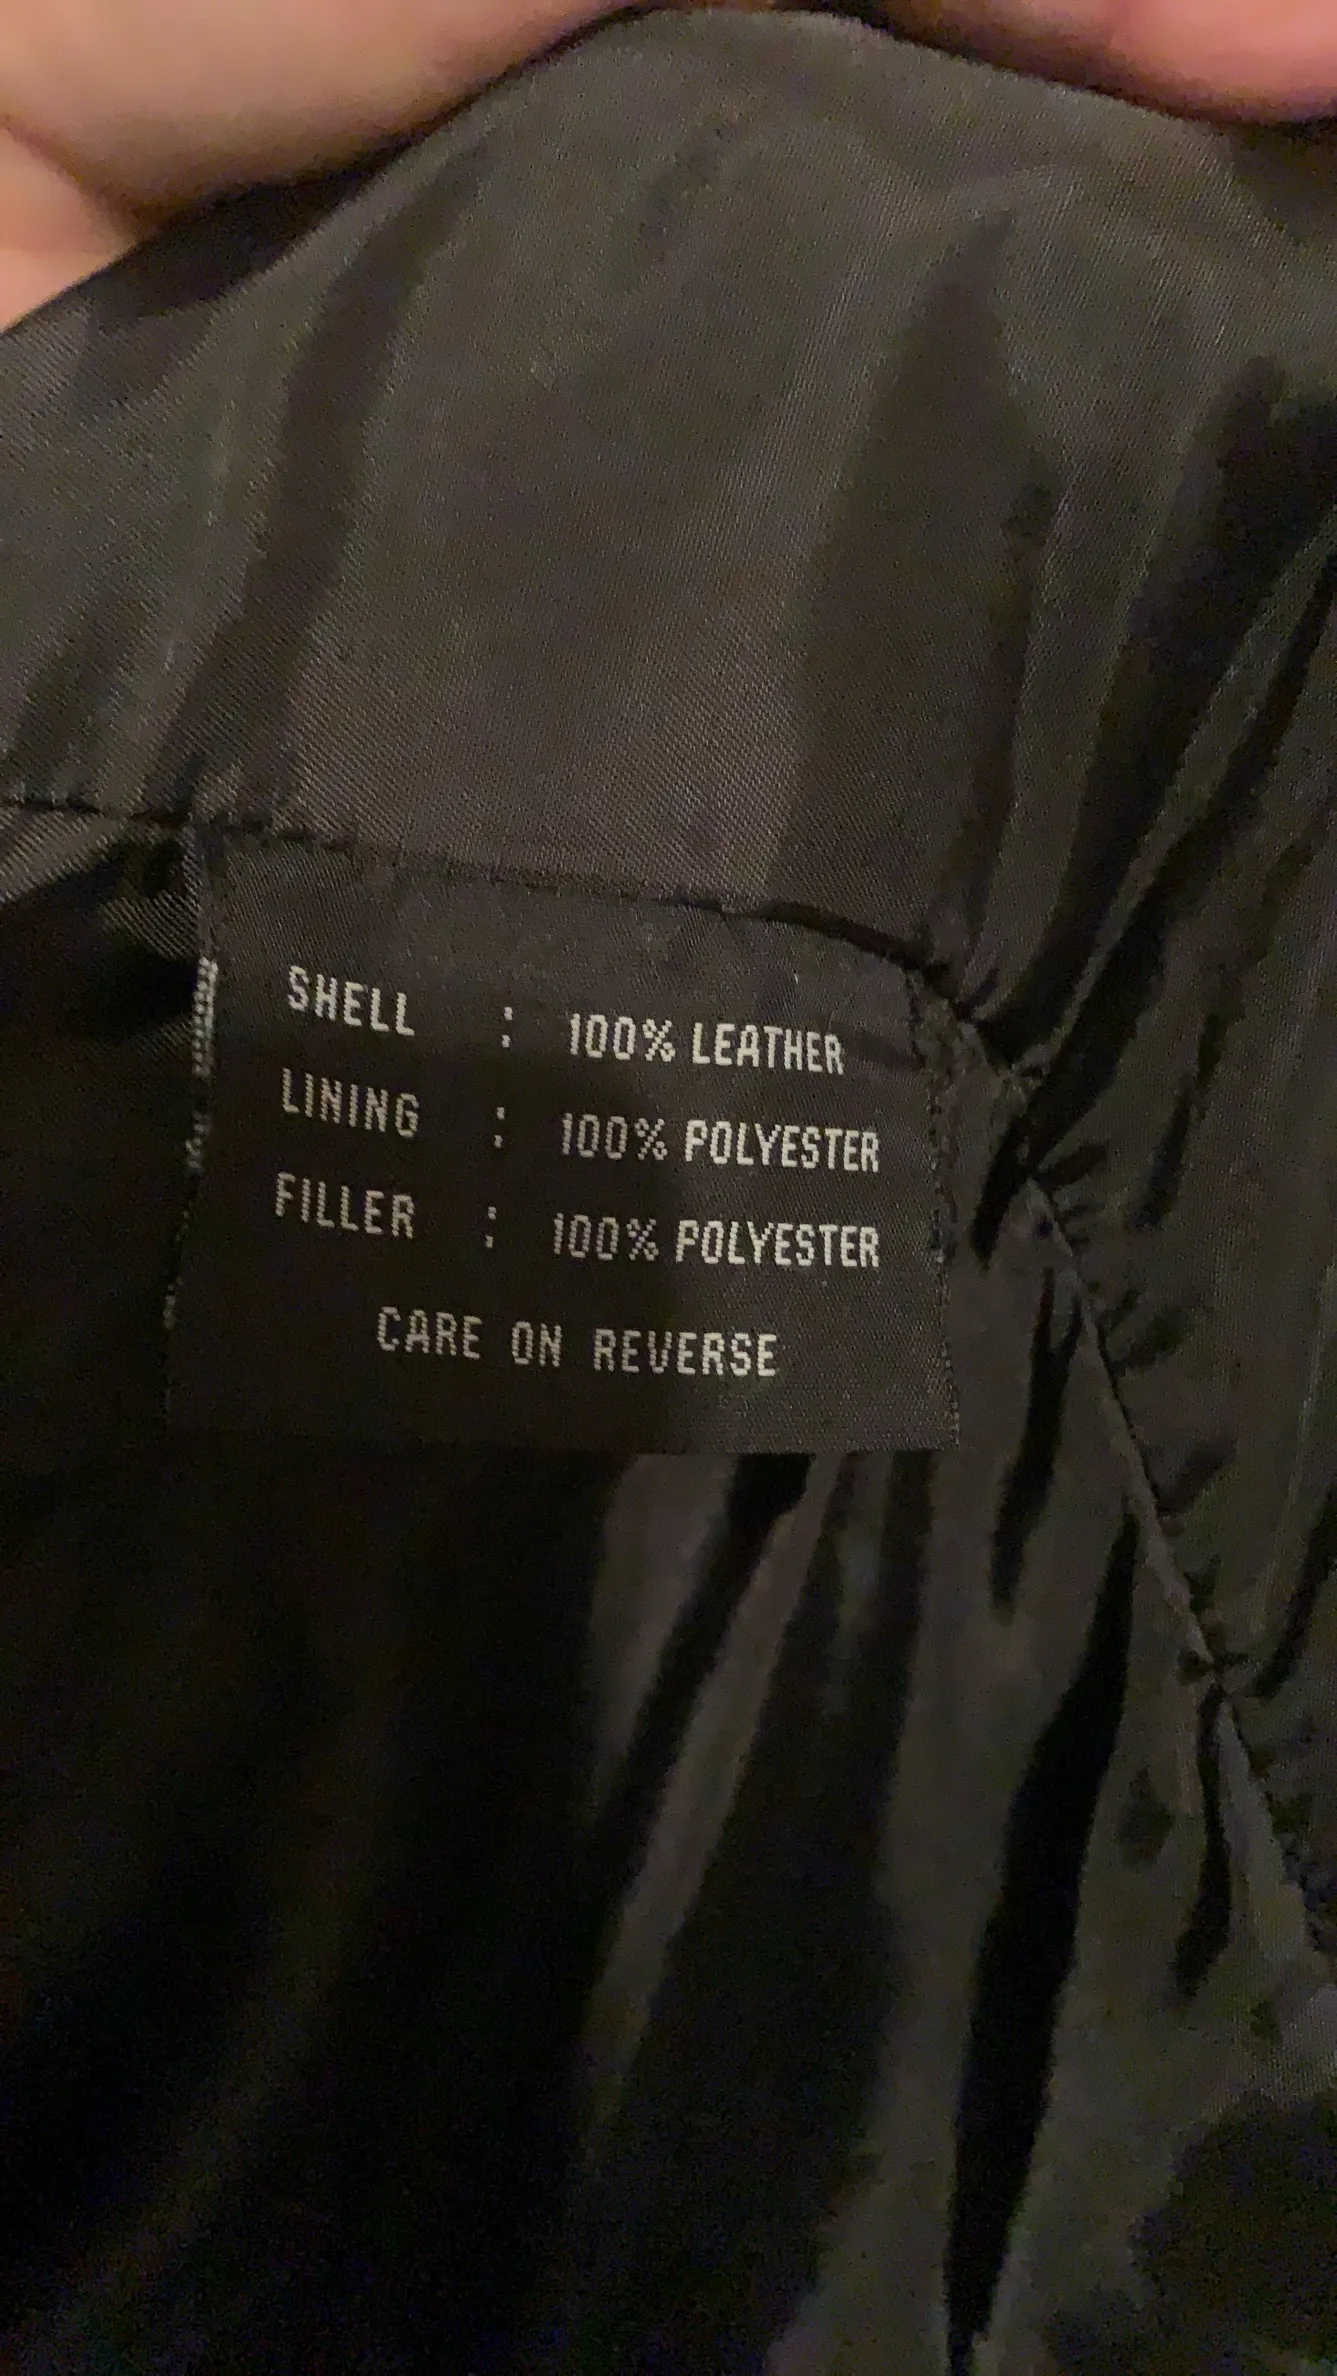 SHELL : 100% LEATHER
LINING : 100% POLYESTER
FILLER : 100% POLYESTER
CARE ON REVERSE